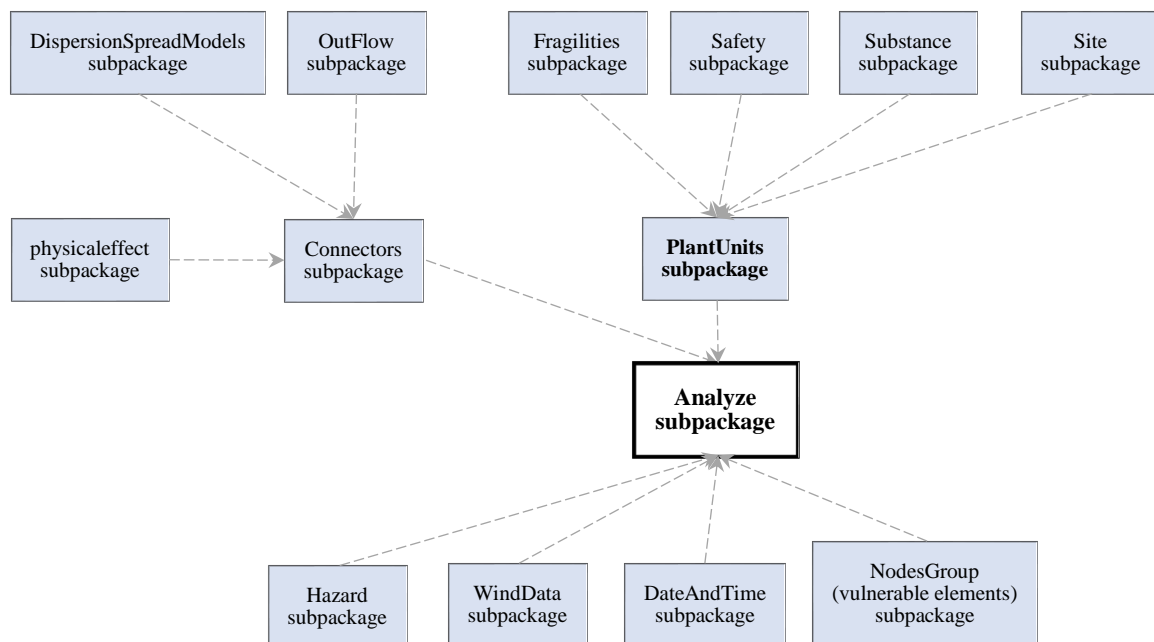 DispersionSpreadModels
subpackage
OutFlow
subpackage
Fragilities
subpackage
Safety
subpackage
Substance
subpackage
Site
subpackage
physicaleffect
subpackage
Connectors
subpackage
PlantUnits
subpackage
Analyze
subpackage
Hazard
subpackage
WindData
subpackage
DateAndTime
subpackage
NodesGroup
(vulnerable elements)
subpackage